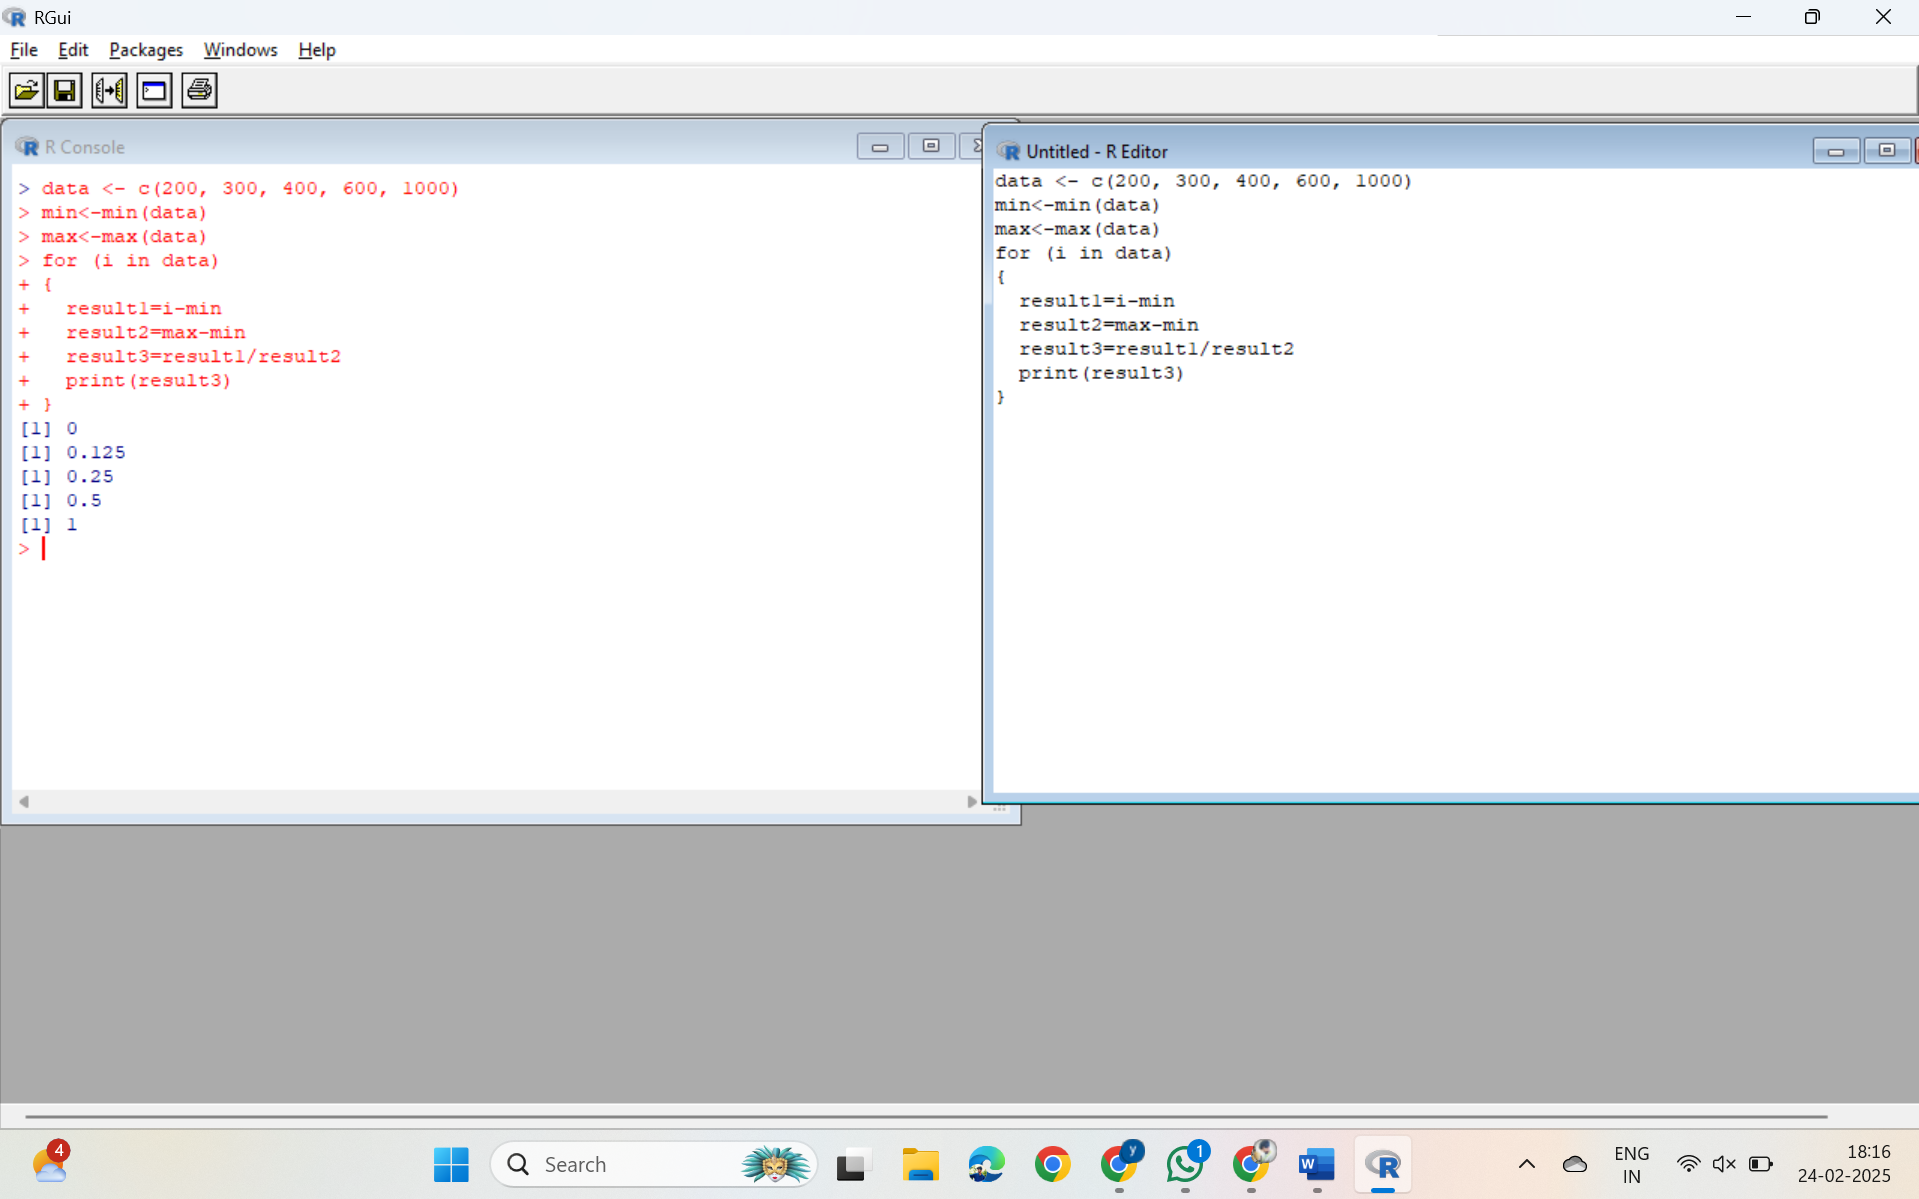 RGui
File Edit Packages Windows Help
R Console
> data <- c(200, 300, 400, 600, 1000)
> min<-min(data)
> max<-max(data)
> for (i in data)
+ {
+   result1=i-min
+   result2=max-min
+   result3=result1/result2
+   print(result3)
+ }
[1] 0
[1] 0.125
[1] 0.25
[1] 0.5
[1] 1
>
Untitled - R Editor
data <- c(200, 300, 400, 600, 1000)
min<-min(data)
max<-max(data)
for (i in data)
{
  result1=i-min
  result2=max-min
  result3=result1/result2
  print(result3)
}
4
Search
y
1
W
R
ENG
IN
18:16
24-02-2025